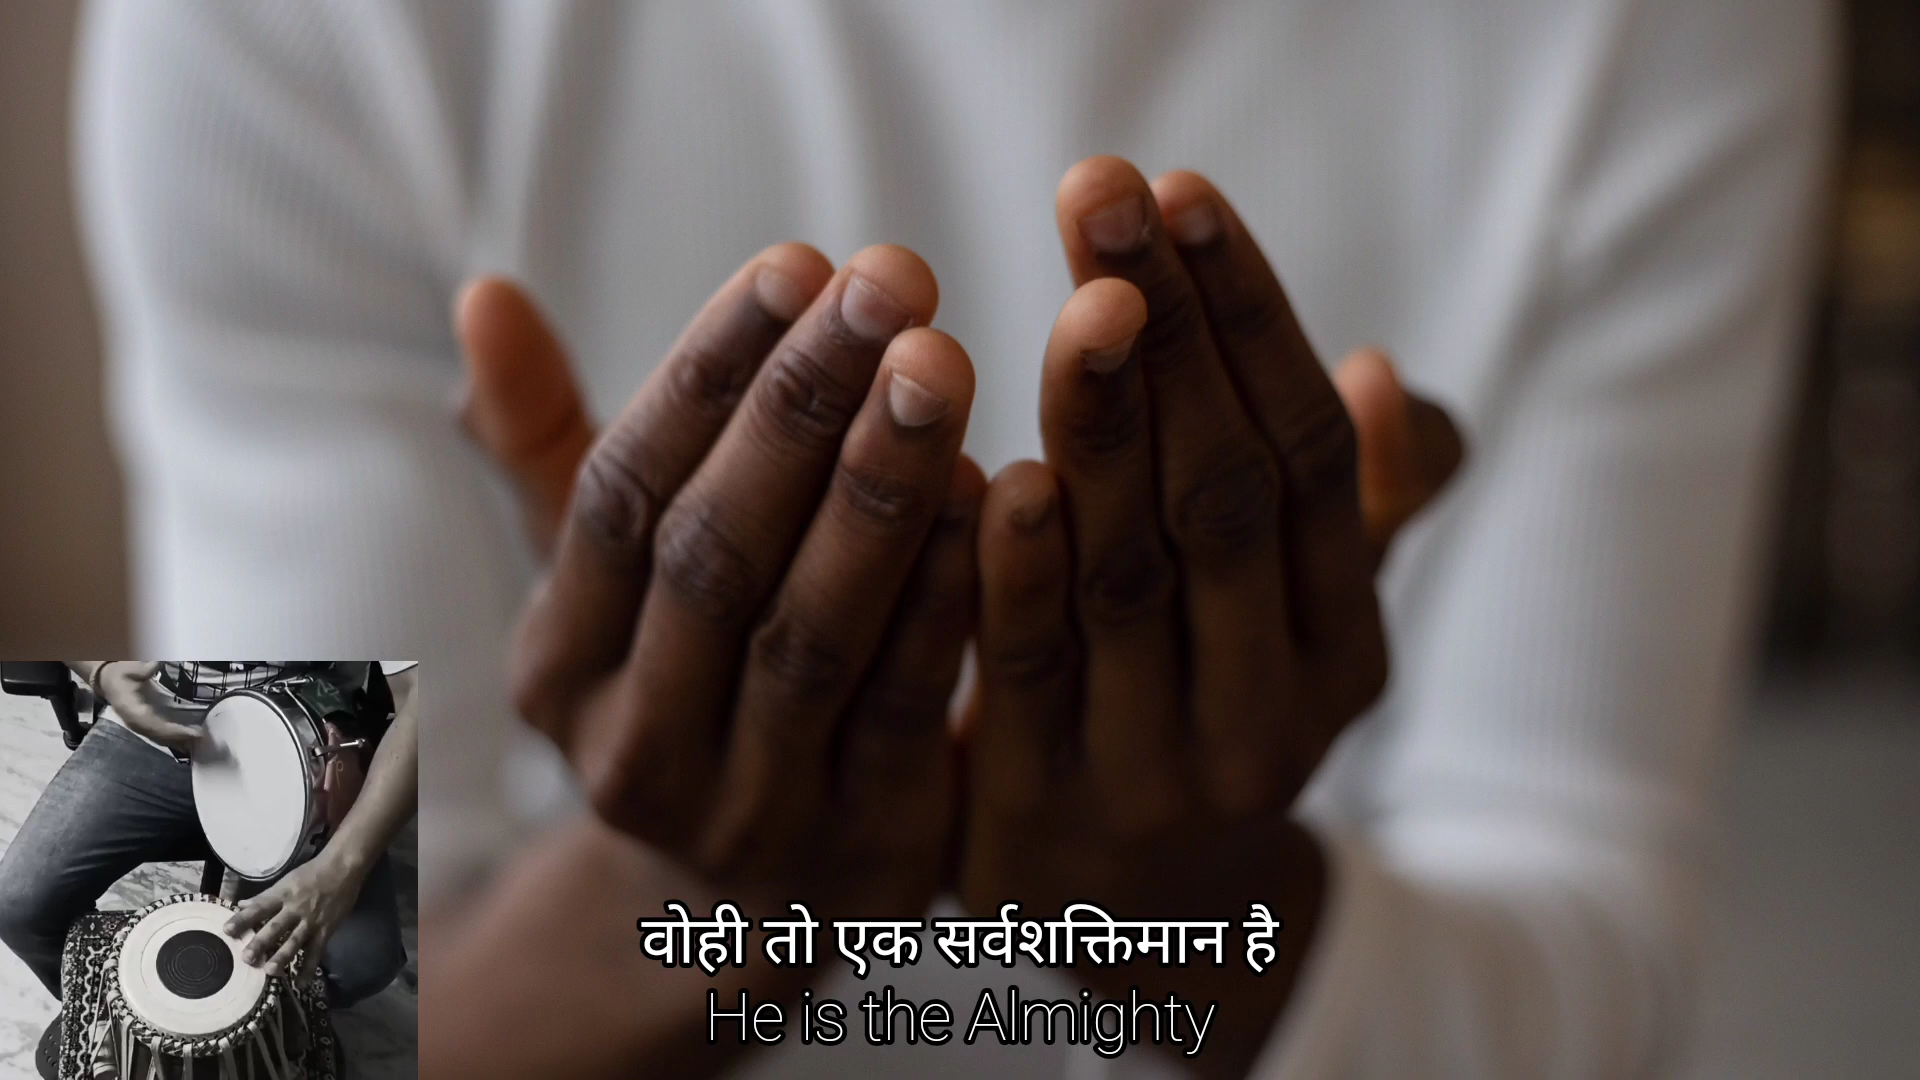 वोही तो एक सर्वशक्तिमान है
He is the Almighty